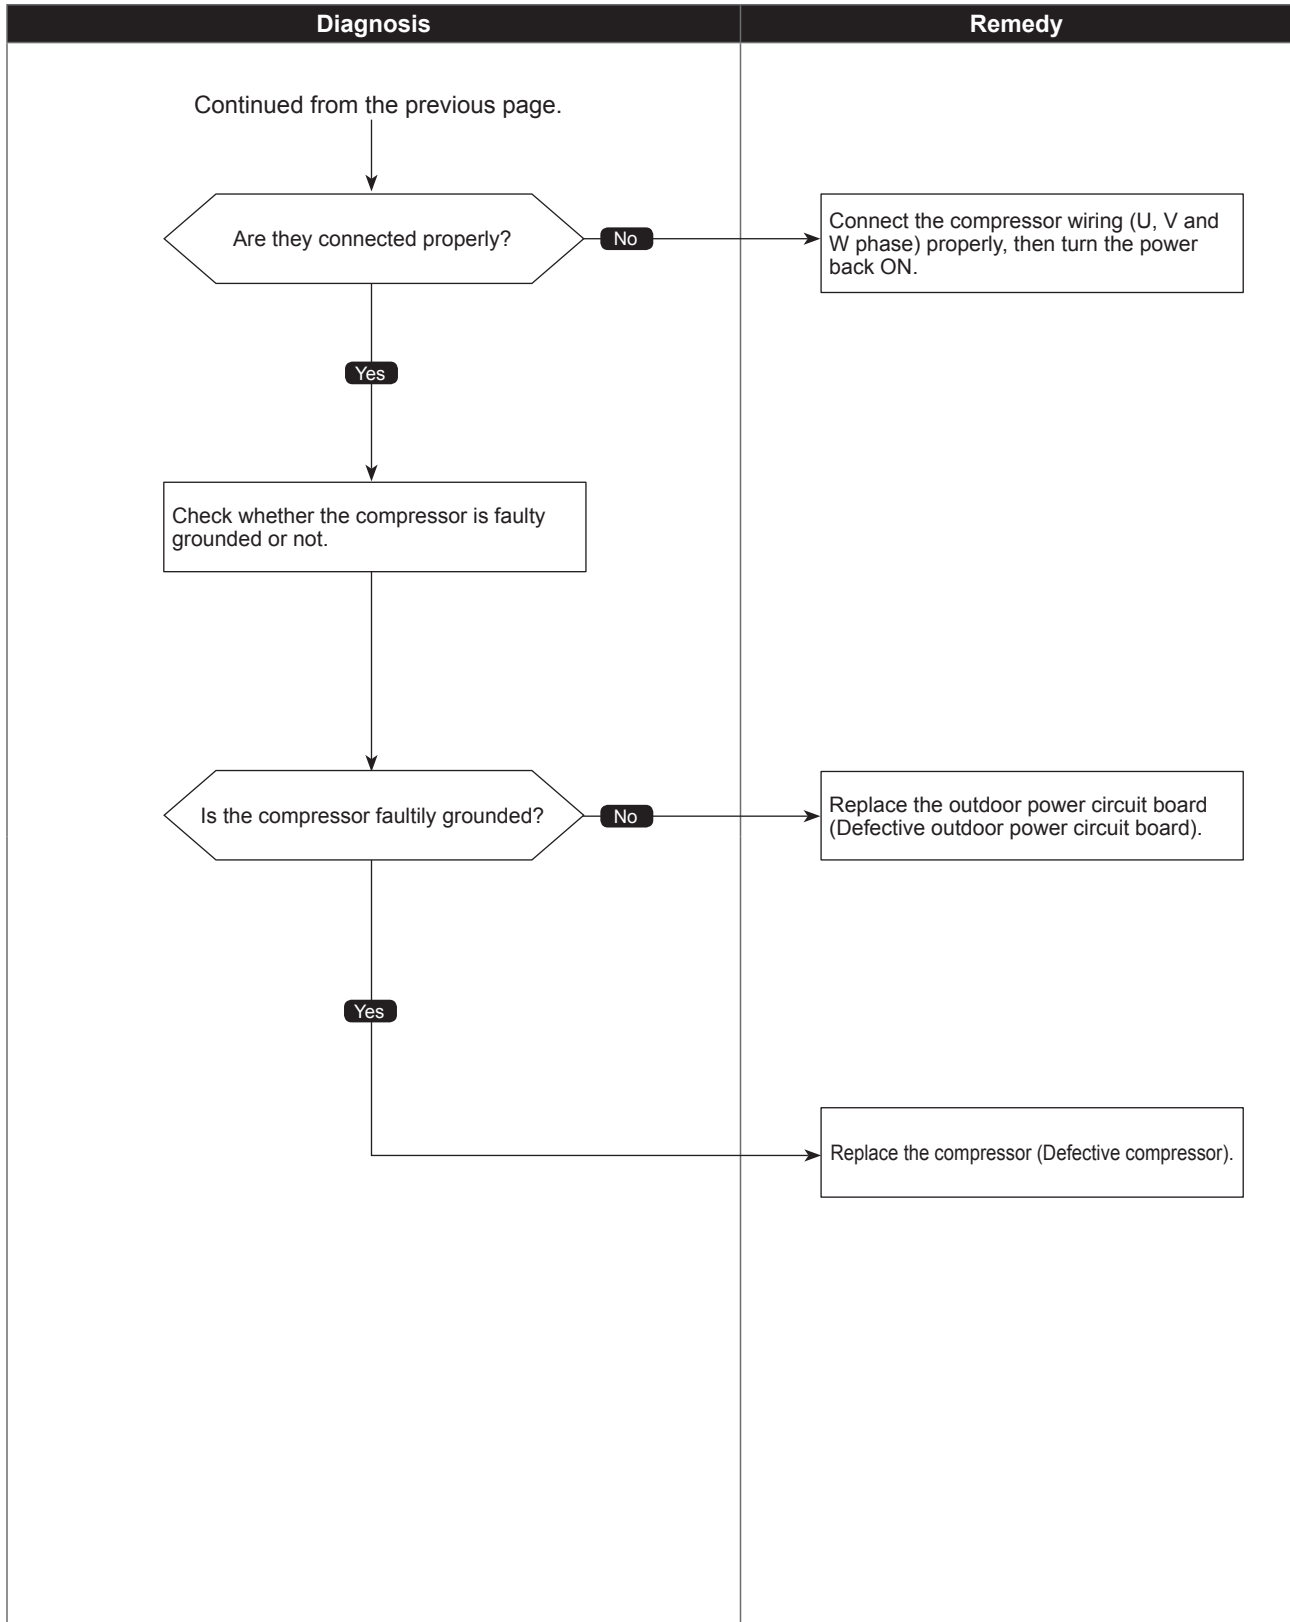 Diagnosis
Remedy
Continued from the previous page.
Are they connected properly?
No
Connect the compressor wiring (U, V and
W phase) properly, then turn the power
back ON.
Yes
Check whether the compressor is faulty
grounded or not.
Is the compressor faultily grounded?
No
Replace the outdoor power circuit board
(Defective outdoor power circuit board).
Yes
Replace the compressor (Defective compressor).